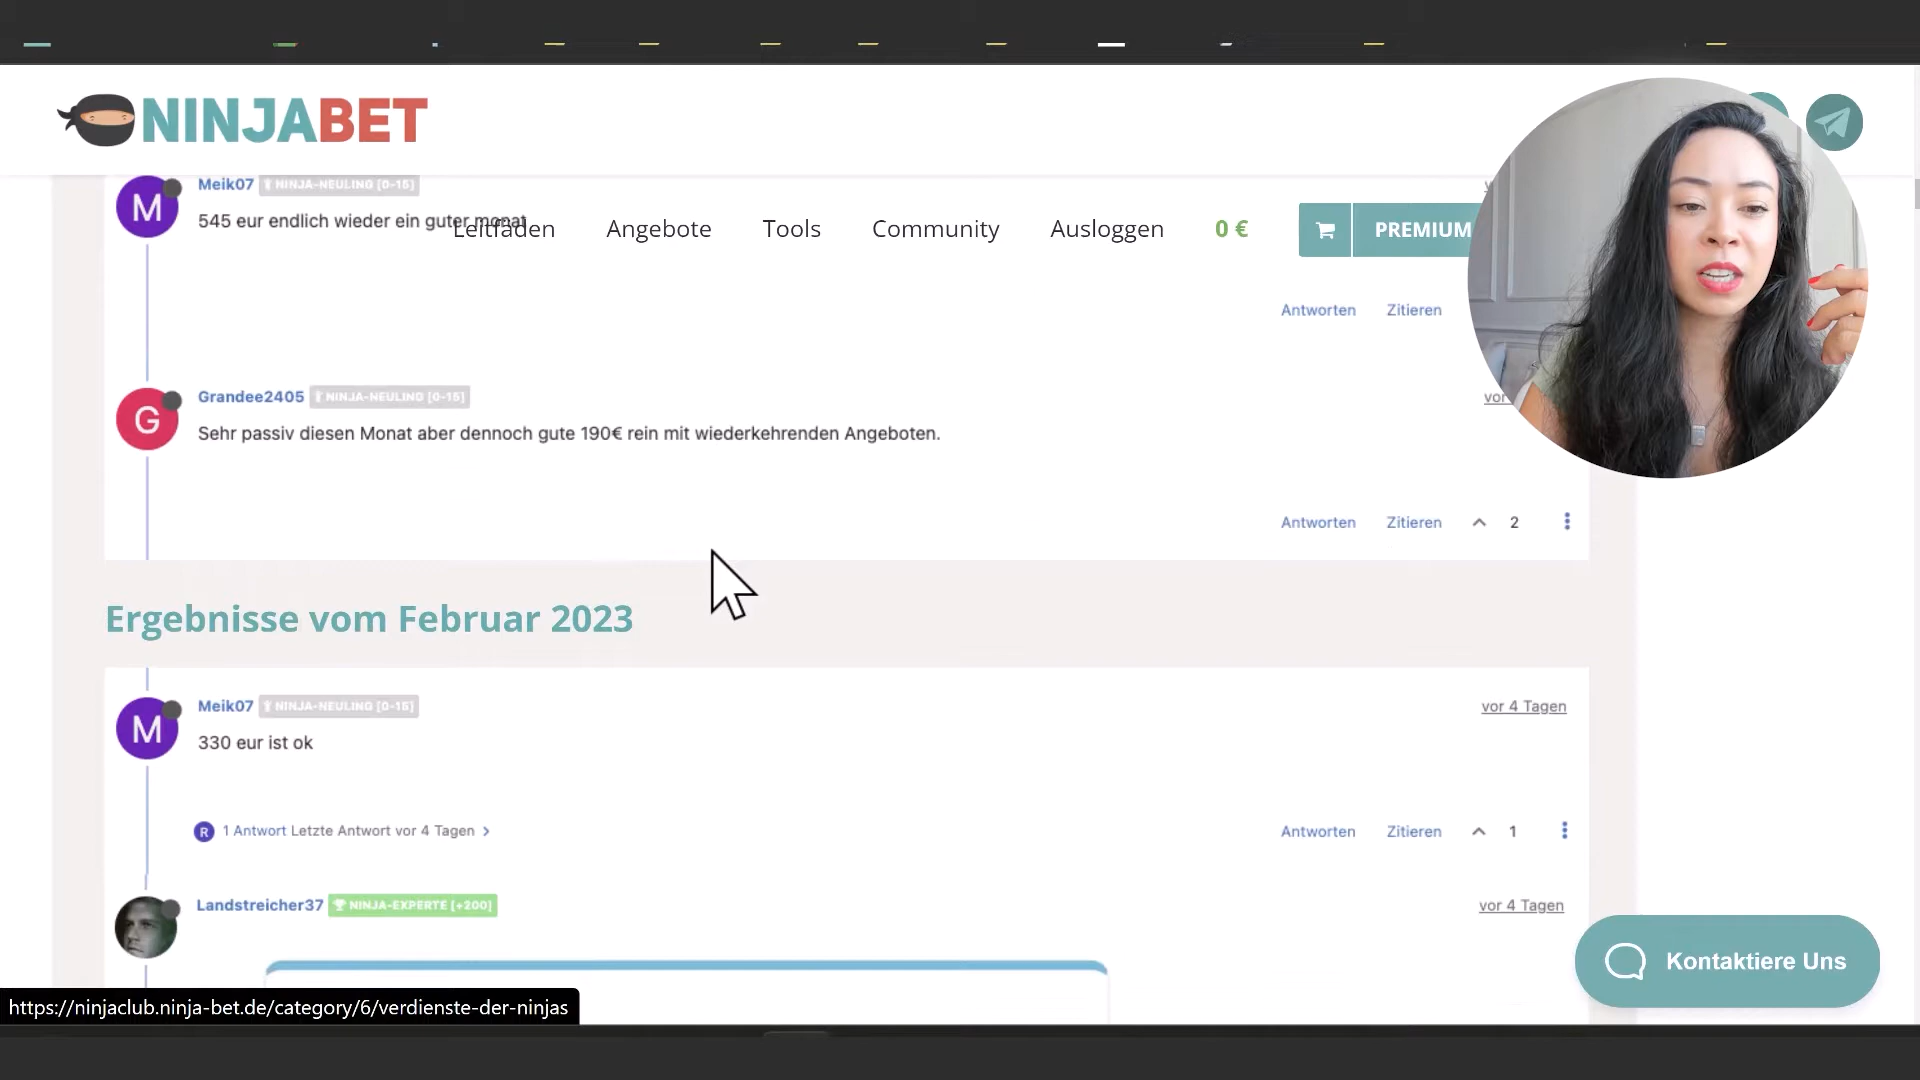 NINJABET
Meik07 NINJA-NEULING [0-15]
545 eur endlich wieder ein guter monat
Leitfäden Angebote Tools Community Ausloggen 0 € PREMIUM
Antworten Zitieren
Grandee2405 NINJA-NEULING [0-15]
vor
Sehr passiv diesen Monat aber dennoch gute 190€ rein mit wiederkehrenden Angeboten.
Antworten Zitieren 2
Ergebnisse vom Februar 2023
Meik07 NINJA-NEULING [0-15] vor 4 Tagen
330 eur ist ok
R 1 Antwort Letzte Antwort vor 4 Tagen Antworten Zitieren 1
Landstreicher37 NINJA-EXPERTE [+200] vor 4 Tagen
Kontaktiere Uns
https://ninjaclub.ninja-bet.de/category/6/verdienste-der-ninjas
M
G
M